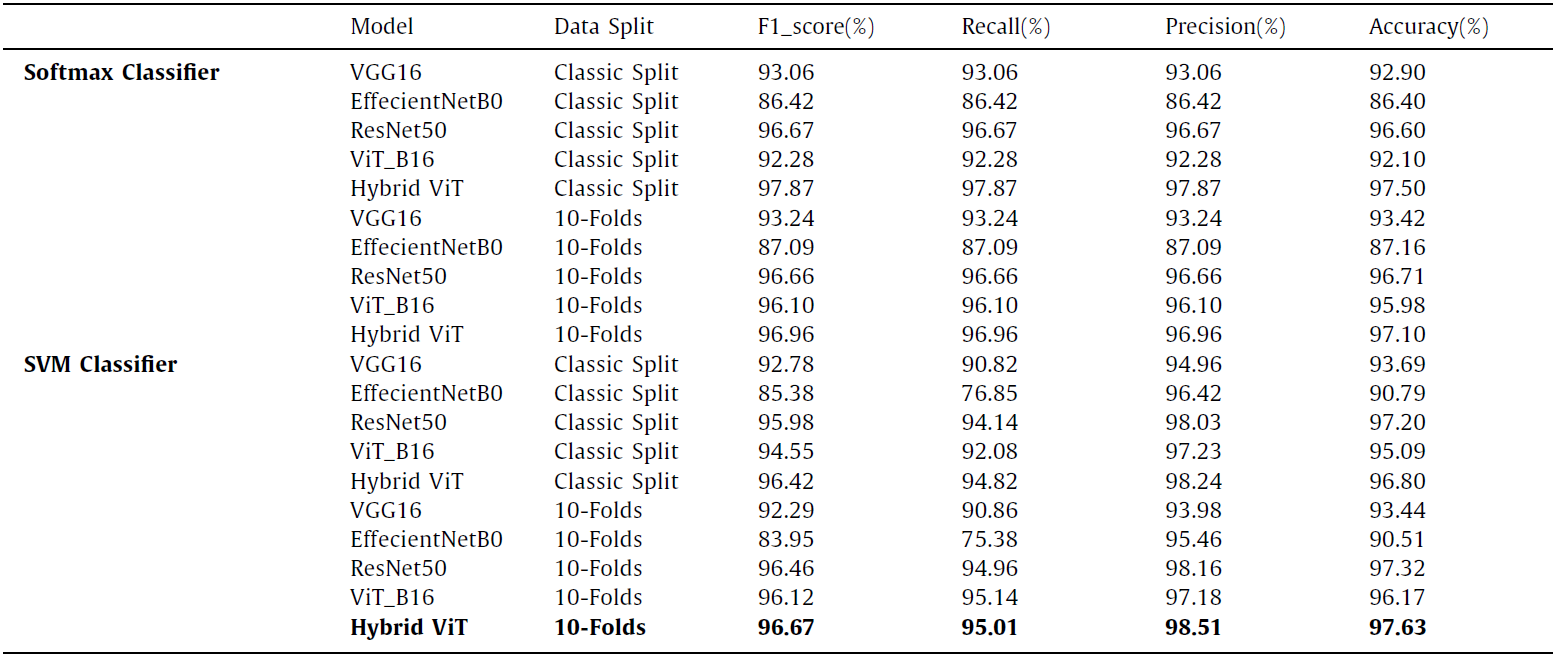 Model Data Split F1_score(%) Recall(%) Precision(%) Accuracy(%)
Softmax Classifier VGG16 Classic Split 93.06 93.06 93.06 92.90
EffecientNetB0 Classic Split 86.42 86.42 86.42 86.40
ResNet50 Classic Split 96.67 96.67 96.67 96.60
ViT_B16 Classic Split 92.28 92.28 92.28 92.10
Hybrid ViT Classic Split 97.87 97.87 97.87 97.50
VGG16 10-Folds 93.24 93.24 93.24 93.42
EffecientNetB0 10-Folds 87.09 87.09 87.09 87.16
ResNet50 10-Folds 96.66 96.66 96.66 96.71
ViT_B16 10-Folds 96.10 96.10 96.10 95.98
Hybrid ViT 10-Folds 96.96 96.96 96.96 97.10
SVM Classifier VGG16 Classic Split 92.78 90.82 94.96 93.69
EffecientNetB0 Classic Split 85.38 76.85 96.42 90.79
ResNet50 Classic Split 95.98 94.14 98.03 97.20
ViT_B16 Classic Split 94.55 92.08 97.23 95.09
Hybrid ViT Classic Split 96.42 94.82 98.24 96.80
VGG16 10-Folds 92.29 90.86 93.98 93.44
EffecientNetB0 10-Folds 83.95 75.38 95.46 90.51
ResNet50 10-Folds 96.46 94.96 98.16 97.32
ViT_B16 10-Folds 96.12 95.14 97.18 96.17
Hybrid ViT 10-Folds 96.67 95.01 98.51 97.63